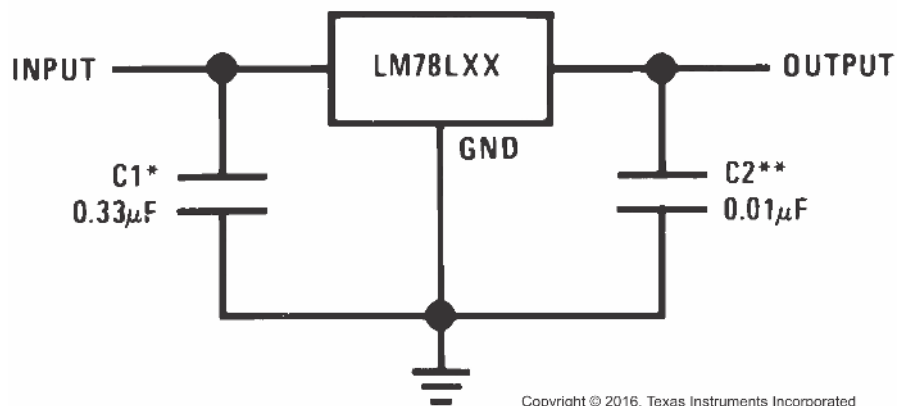 INPUT
LM78LXX
OUTPUT
GND
C1*
0.33μF
C2**
0.01μF
Copyright © 2016, Texas Instruments Incorporated